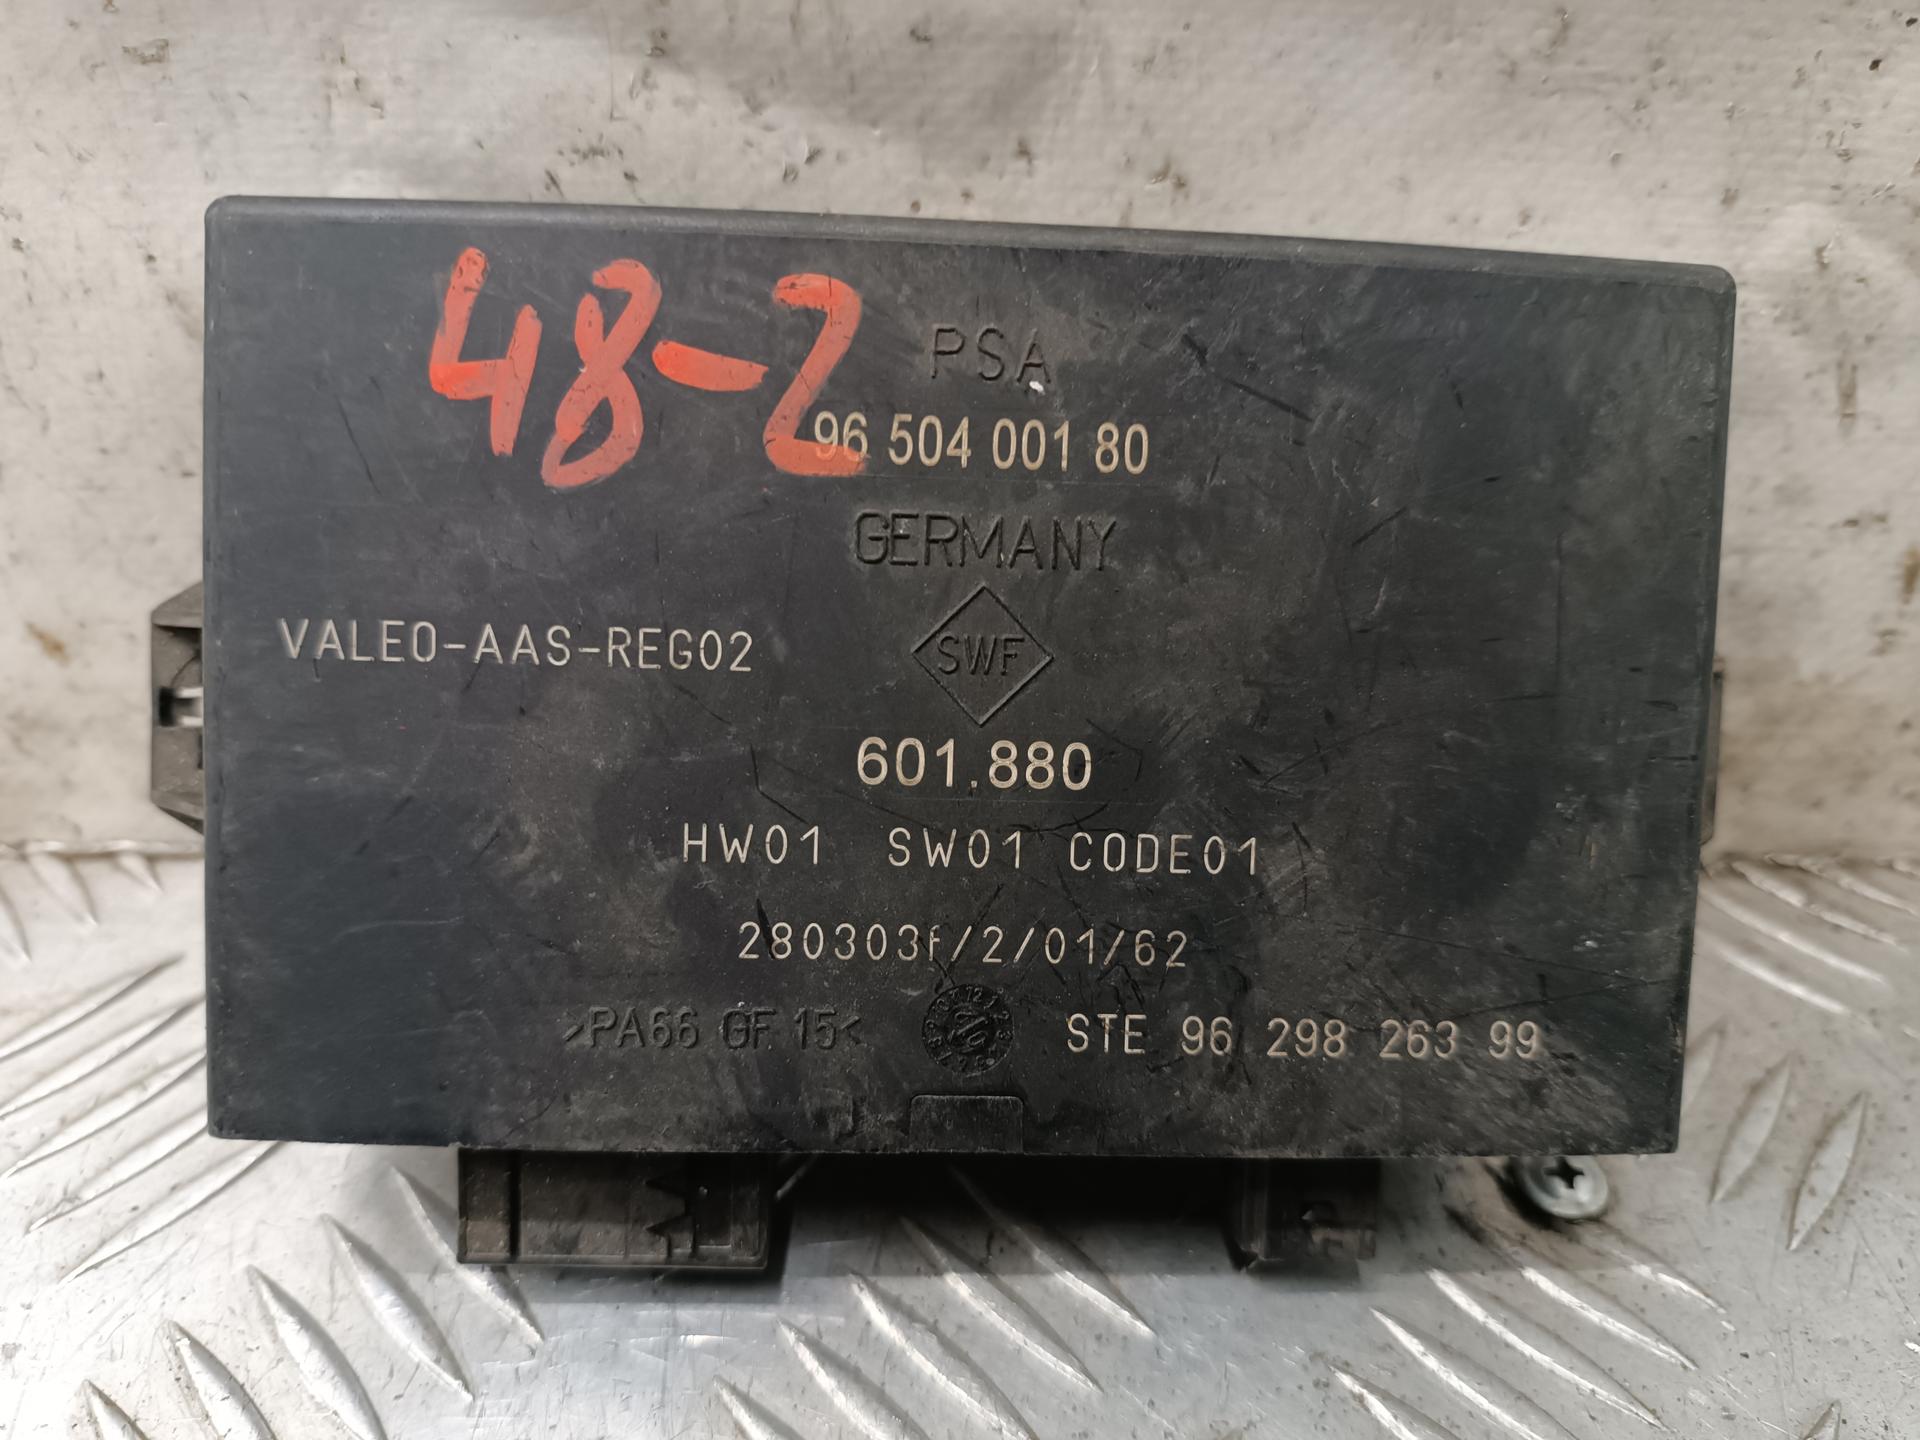 48-2
PSA
96 504 001 80
GERMANY
VALEO-AAS-REG02
SWF
601.880
HW01 SW01 CODE01
280303f/2/01/62
>PA66 GF 15<
STE 96 298 263 99